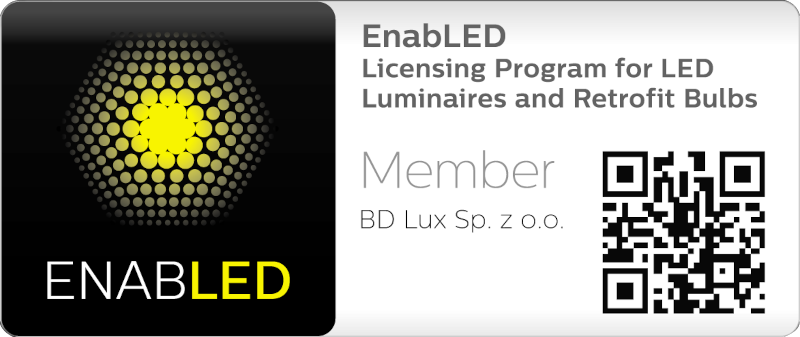 ENABLED
EnabLED
Licensing Program for LED
Luminaires and Retrofit Bulbs
Member
BD Lux Sp. z o.o.